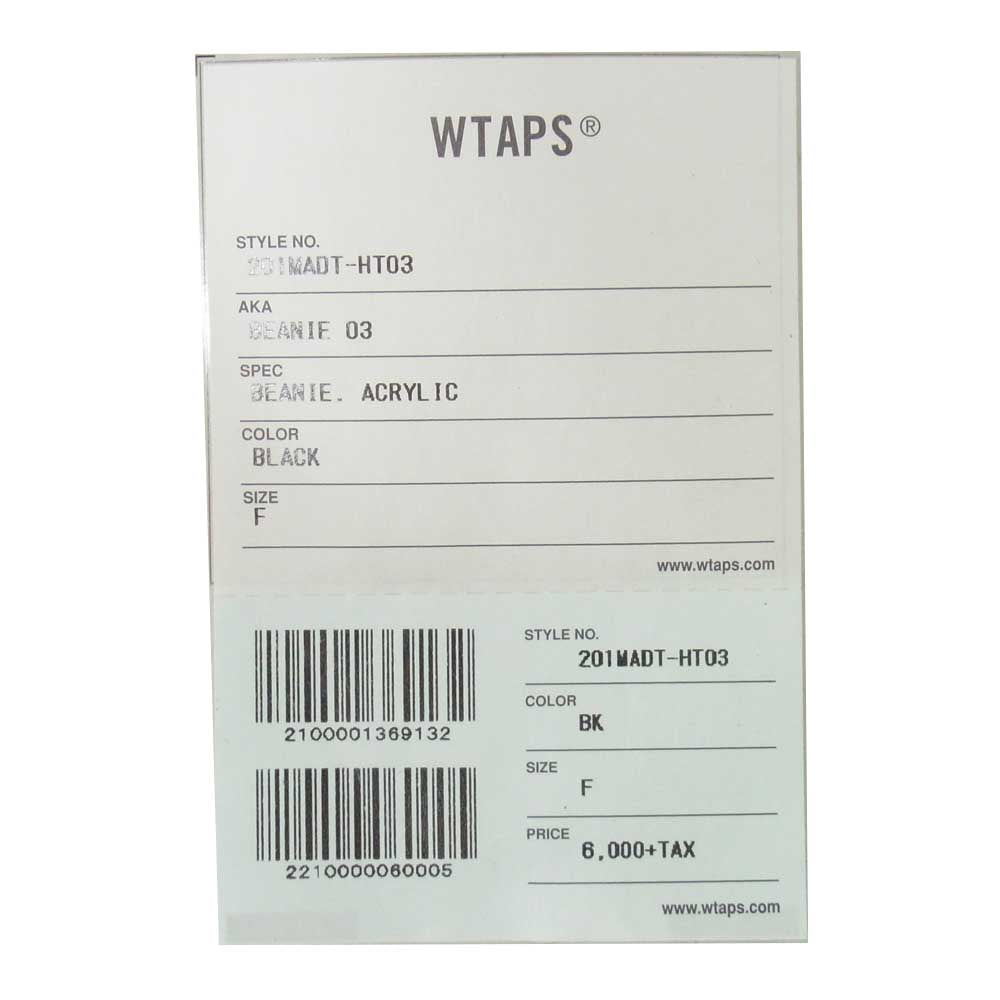 WTAPS®
STYLE NO.
201MADT-HT03
AKA
BEANIE 03
SPEC
BEANIE. ACRYLIC
COLOR
BLACK
SIZE
F
www.wtaps.com
2100001369132
2210000060005
STYLE NO.
201MADT-HT03
COLOR
BK
SIZE
F
PRICE
6,000+TAX
www.wtaps.com